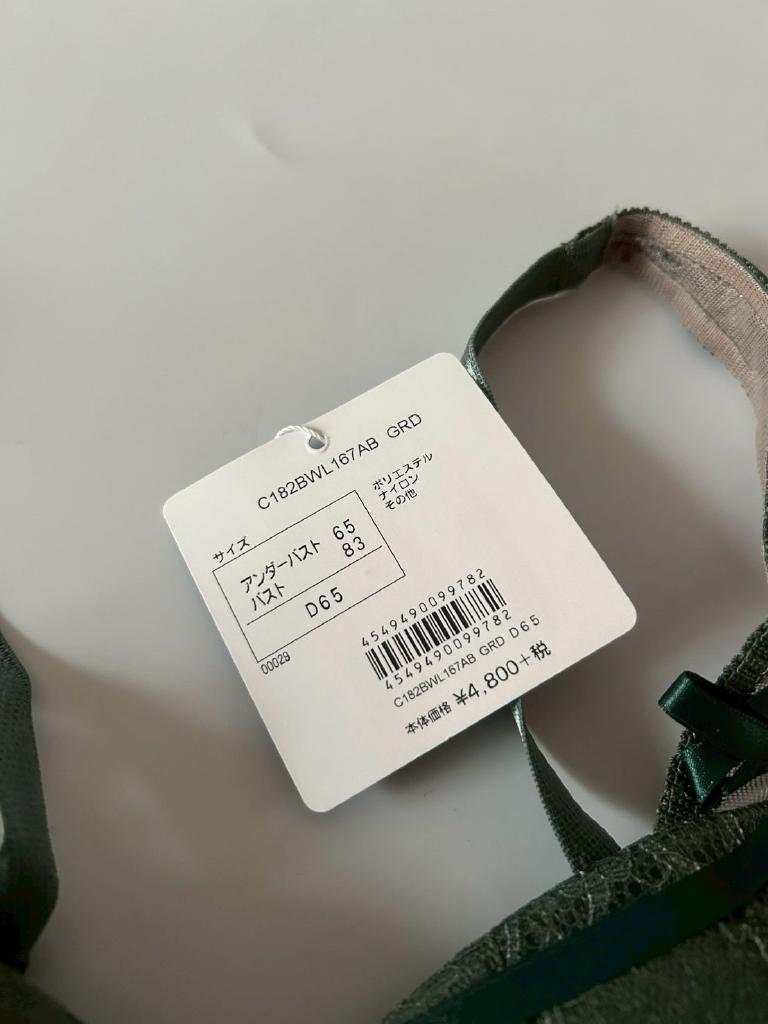 C182BWL167AB GRD
サイズ
アンダーバスト 65
バスト 83
D65
ポリエステル
ナイロン
その他
00029
4549490099782
4549490099782
C182BWL167AB GRD D65
本体価格 ¥4,800+税